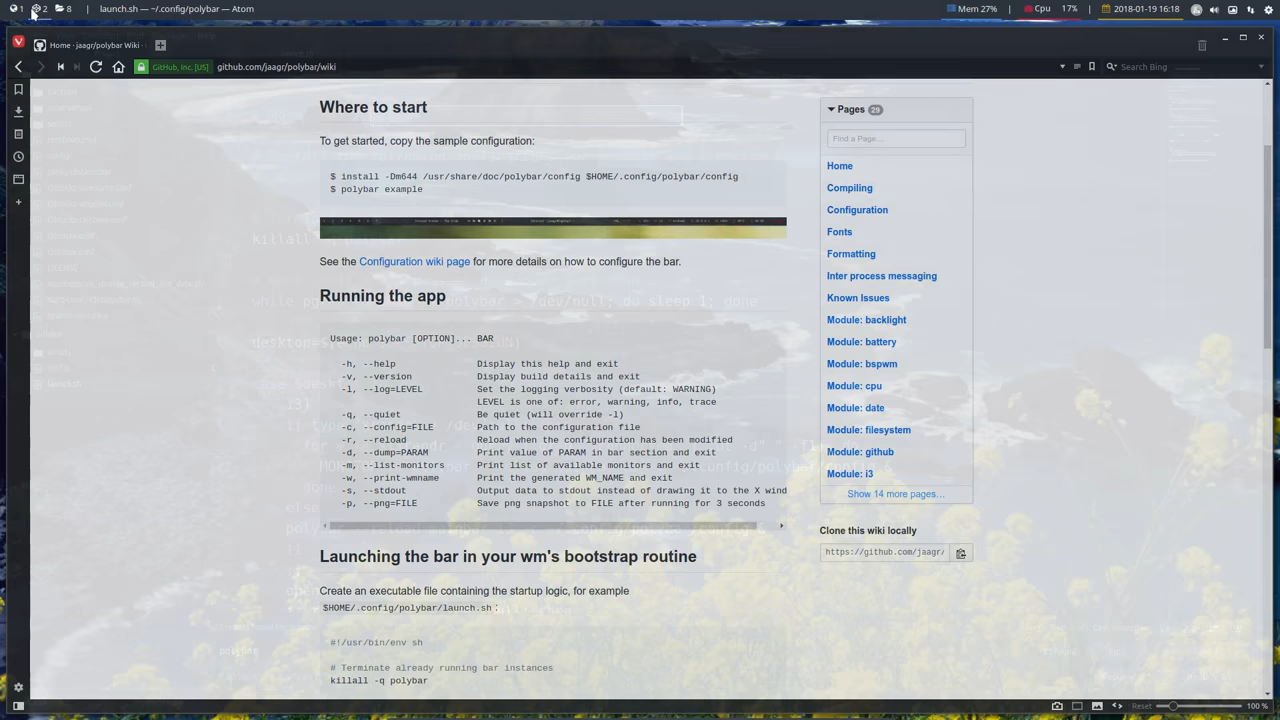 1 2 8 | launch.sh — ~/.config/polybar — Atom Mem 27% Cpu 17% 2018-01-19 16:18
Home · jaagr/polybar Wiki ·
GitHub, Inc. [US] github.com/jaagr/polybar/wiki Search Bing
Where to start
To get started, copy the sample configuration:
$ install -Dm644 /usr/share/doc/polybar/config $HOME/.config/polybar/config
$ polybar example
See the Configuration wiki page for more details on how to configure the bar.
Running the app
Usage: polybar [OPTION]... BAR
-h, --help Display this help and exit
-v, --version Display build details and exit
-l, --log=LEVEL Set the logging verbosity (default: WARNING)
LEVEL is one of: error, warning, info, trace
-q, --quiet Be quiet (will override -l)
-c, --config=FILE Path to the configuration file
-r, --reload Reload when the configuration has been modified
-d, --dump=PARAM Print value of PARAM in bar section and exit
-m, --list-monitors Print list of available monitors and exit
-w, --print-wmname Print the generated WM_NAME and exit
-s, --stdout Output data to stdout instead of drawing it to the X wind
-p, --png=FILE Save png snapshot to FILE after running for 3 seconds
Launching the bar in your wm's bootstrap routine
Create an executable file containing the startup logic, for example
$HOME/.config/polybar/launch.sh :
#!/usr/bin/env sh
# Terminate already running bar instances
killall -q polybar
Pages 29
Find a Page…
Home
Compiling
Configuration
Fonts
Formatting
Inter process messaging
Known Issues
Module: backlight
Module: battery
Module: bspwm
Module: cpu
Module: date
Module: filesystem
Module: github
Module: i3
Show 14 more pages…
Clone this wiki locally
https://github.com/jaagr/
Reset 100 %